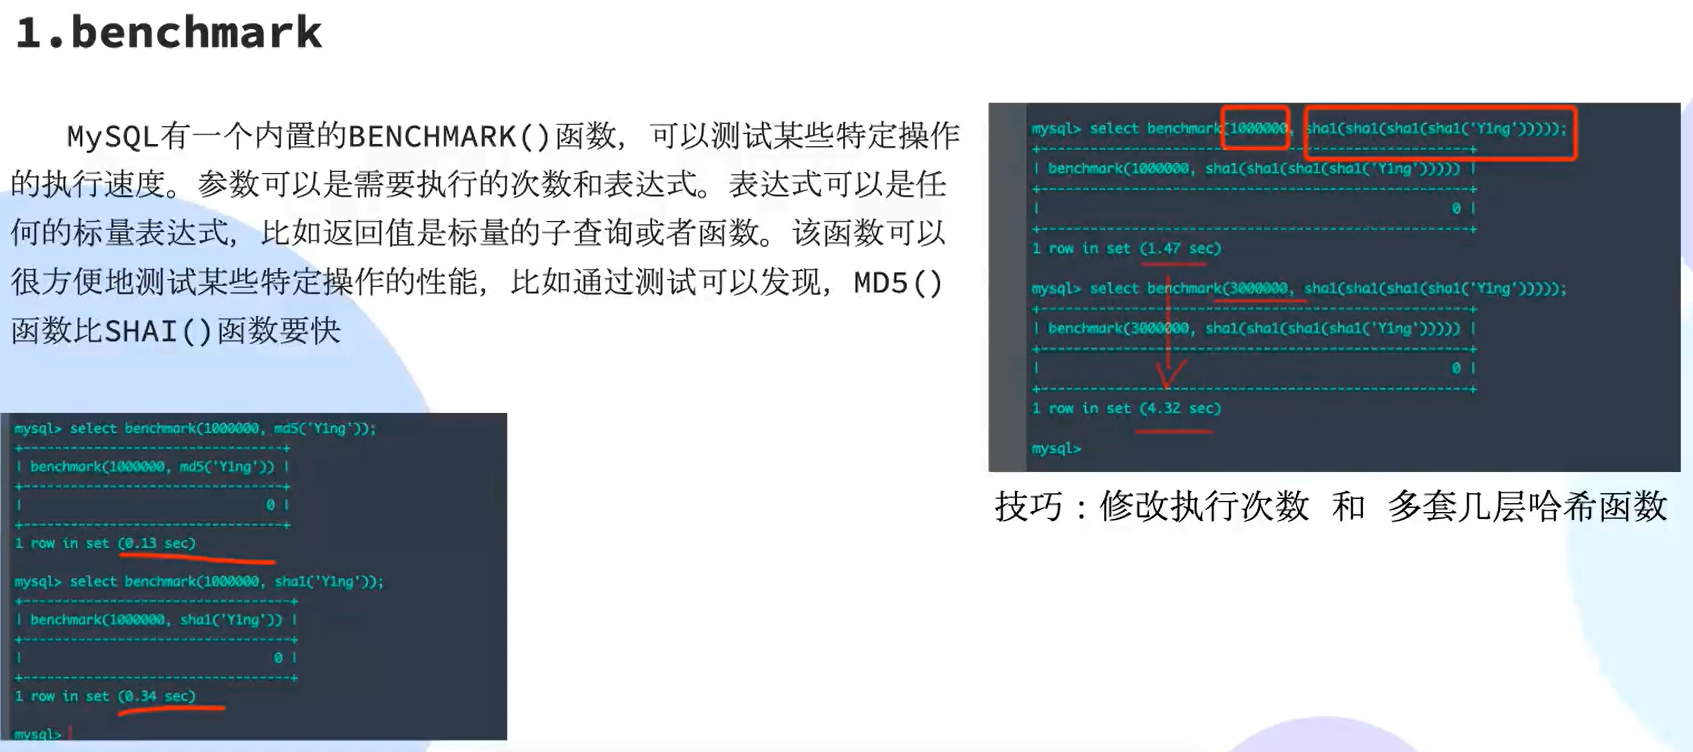 1.benchmark
MySQL有一个内置的BENCHMARK()函数，可以测试某些特定操作
的执行速度。参数可以是需要执行的次数和表达式。表达式可以是任
何的标量表达式，比如返回值是标量的子查询或者函数。该函数可以
很方便地测试某些特定操作的性能，比如通过测试可以发现，MD5()
函数比SHAI()函数要快
mysql> select benchmark(1000000, md5('Y1ng'));
+---------------------------------+
| benchmark(1000000, md5('Y1ng')) |
+---------------------------------+
| 0 |
+---------------------------------+
1 row in set (0.13 sec)
mysql> select benchmark(1000000, sha1('Y1ng'));
+----------------------------------+
| benchmark(1000000, sha1('Y1ng')) |
+----------------------------------+
| 0 |
+----------------------------------+
1 row in set (0.34 sec)
mysql>
mysql> select benchmark(1000000, sha1(sha1(sha1(sha1('Y1ng')))));
+-------------------------------------------------------+
| benchmark(1000000, sha1(sha1(sha1(sha1('Y1ng'))))) |
+-------------------------------------------------------+
| 0 |
+-------------------------------------------------------+
1 row in set (1.47 sec)
mysql> select benchmark(3000000, sha1(sha1(sha1(sha1('Y1ng')))));
+-------------------------------------------------------+
| benchmark(3000000, sha1(sha1(sha1(sha1('Y1ng'))))) |
+-------------------------------------------------------+
| 0 |
+-------------------------------------------------------+
1 row in set (4.32 sec)
mysql>
技巧：修改执行次数 和 多套几层哈希函数